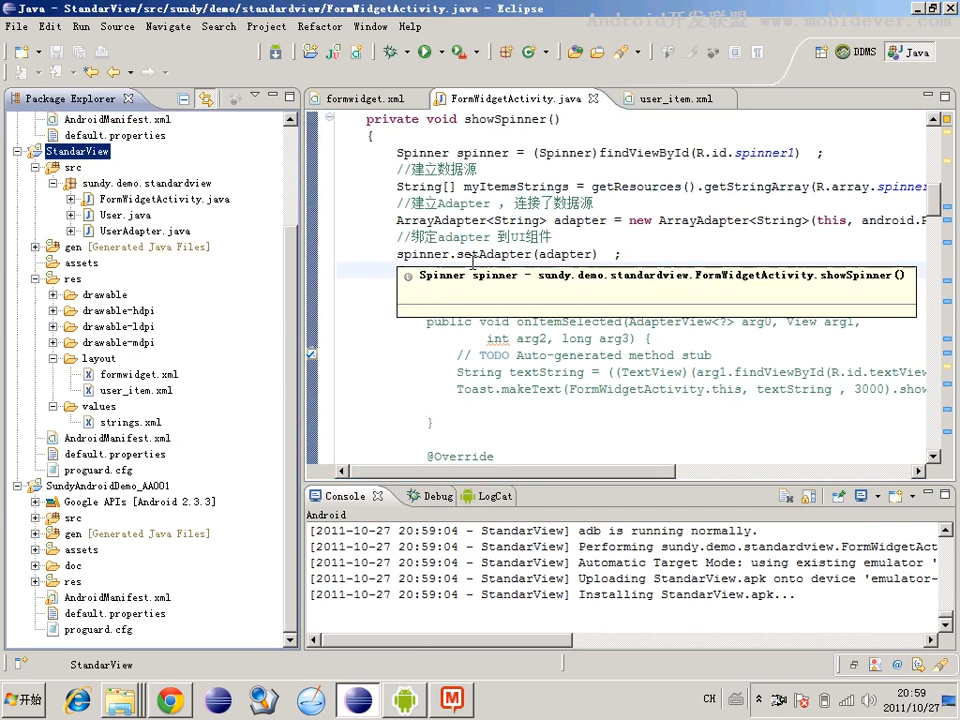 Java - StandarView/src/sundy/demo/standardview/FormWidgetActivity.java - Eclipse
Android开发联盟 www.mobidever.com
File Edit Run Source Navigate Search Project Refactor Window Help
DDMS Java
Package Explorer
formwidget.xml FormWidgetActivity.java user_item.xml
AndroidManifest.xml
default.properties
StandarView
src
sundy.demo.standardview
FormWidgetActivity.java
User.java
UserAdapter.java
gen [Generated Java Files]
assets
res
drawable
drawable-hdpi
drawable-ldpi
drawable-mdpi
layout
formwidget.xml
user_item.xml
values
strings.xml
AndroidManifest.xml
default.properties
proguard.cfg
SundyAndroidDemo_AA001
Google APIs [Android 2.3.3]
src
gen [Generated Java Files]
assets
doc
res
AndroidManifest.xml
default.properties
proguard.cfg
private void showSpinner()
{
Spinner spinner = (Spinner)findViewById(R.id.spinner1) ;
//建立数据源
String[] myItemsStrings = getResources().getStringArray(R.array.spinne
//建立Adapter ，连接了数据源
ArrayAdapter<String> adapter = new ArrayAdapter<String>(this, android.R
//绑定adapter 到UI组件
spinner.setAdapter(adapter) ;
Spinner spinner - sundy.demo.standardview.FormWidgetActivity.showSpinner()
public void onItemSelected(AdapterView<?> arg0, View arg1,
int arg2, long arg3) {
// TODO Auto-generated method stub
String textString = ((TextView)(arg1.findViewById(R.id.textView
Toast.makeText(FormWidgetActivity.this, textString , 3000).show
}
@Override
Console Debug LogCat
Android
[2011-10-27 20:59:04 - StandarView] adb is running normally.
[2011-10-27 20:59:04 - StandarView] Performing sundy.demo.standardview.FormWidgetAct
[2011-10-27 20:59:04 - StandarView] Automatic Target Mode: using existing emulator '
[2011-10-27 20:59:04 - StandarView] Uploading StandarView.apk onto device 'emulator-
[2011-10-27 20:59:04 - StandarView] Installing StandarView.apk...
StandarView
开始
CH
20:59
2011/10/27